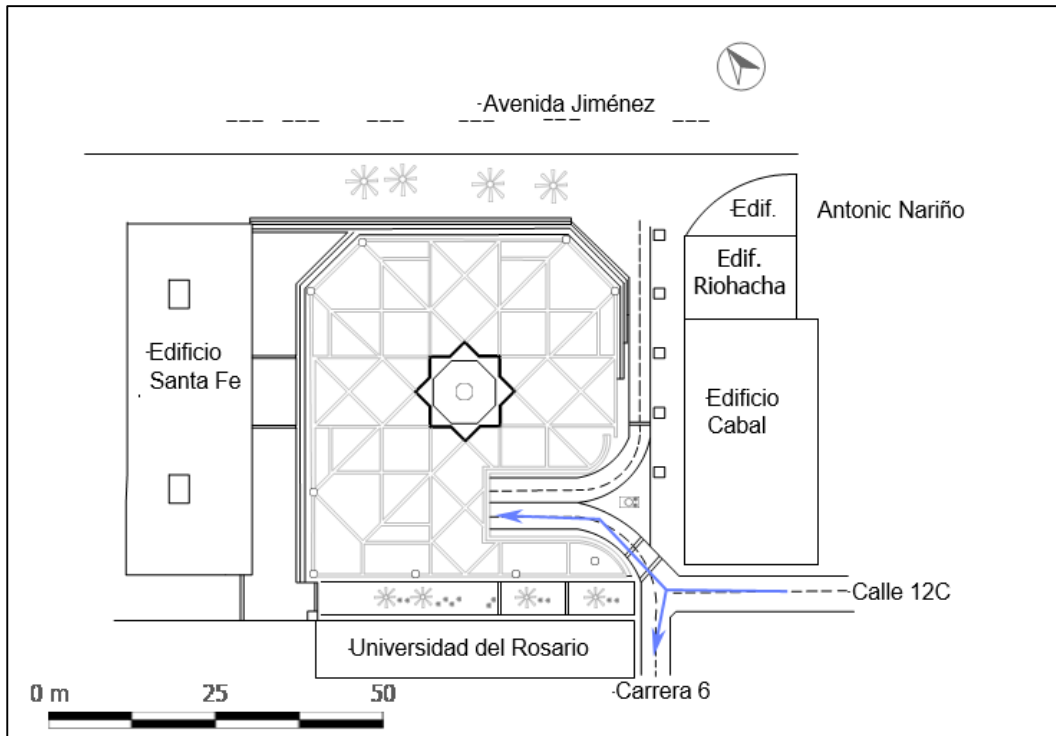 -Avenida Jiménez
-Edif.
Antonic Nariño
Edif.
Riohacha
-Edificio
Santa Fe
-Edificio
Cabal
-Calle 12C
-Universidad del Rosario
-Carrera 6
0 m 25 50